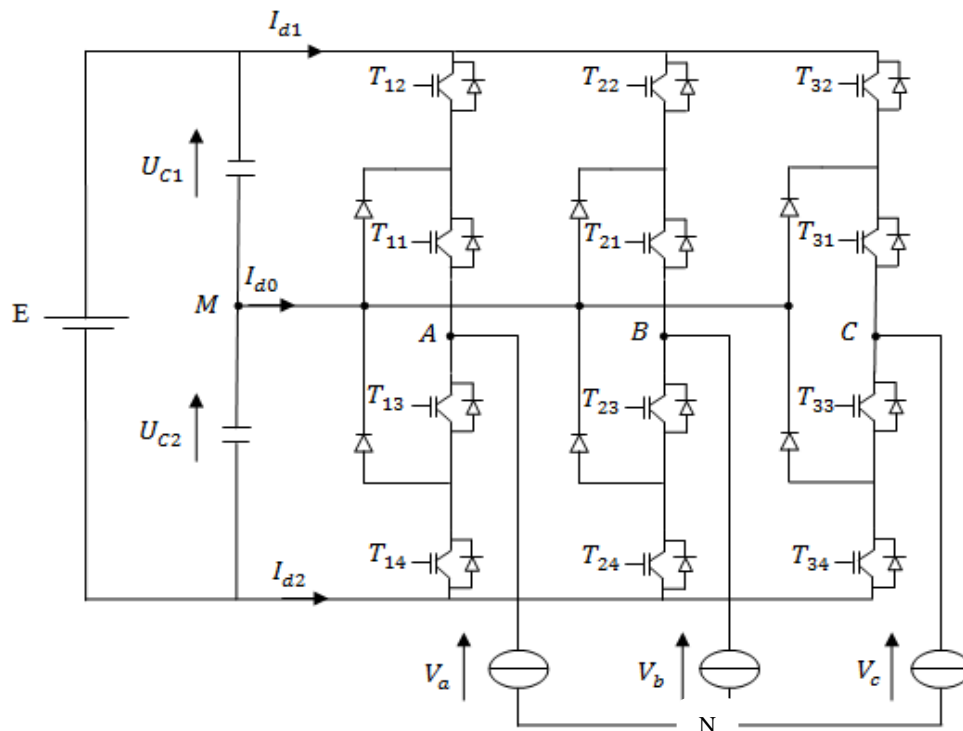 I_{d1}
T_{12} T_{22} T_{32}
U_{C1}
T_{11} T_{21} T_{31}
I_{d0}
M
E
A B C
T_{13} T_{23} T_{33}
U_{C2}
T_{14} T_{24} T_{34}
I_{d2}
V_a V_b V_c
N